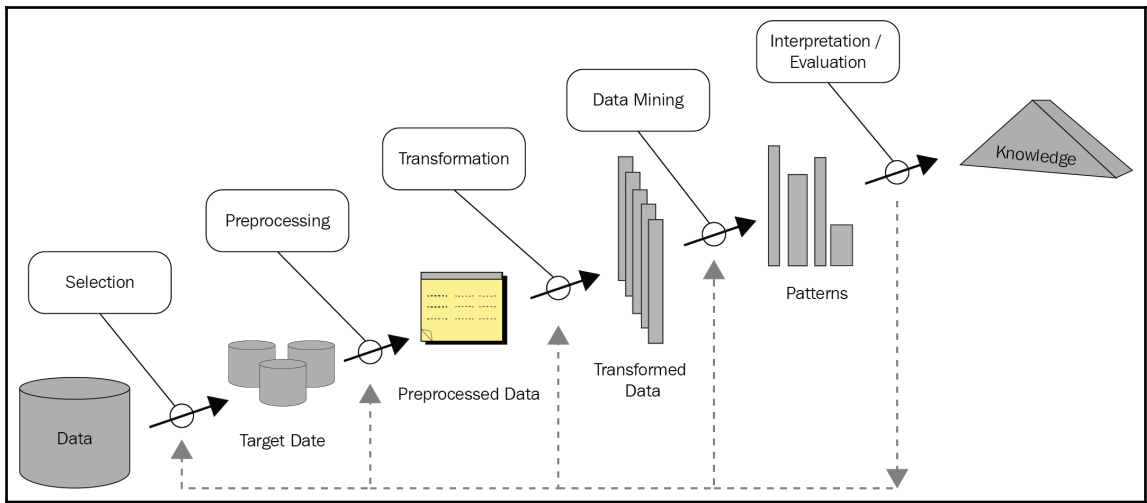 Interpretation /
Evaluation
Data Mining
Transformation
Knowledge
Preprocessing
Selection
Patterns
Transformed
Data
Preprocessed Data
Target Date
Data